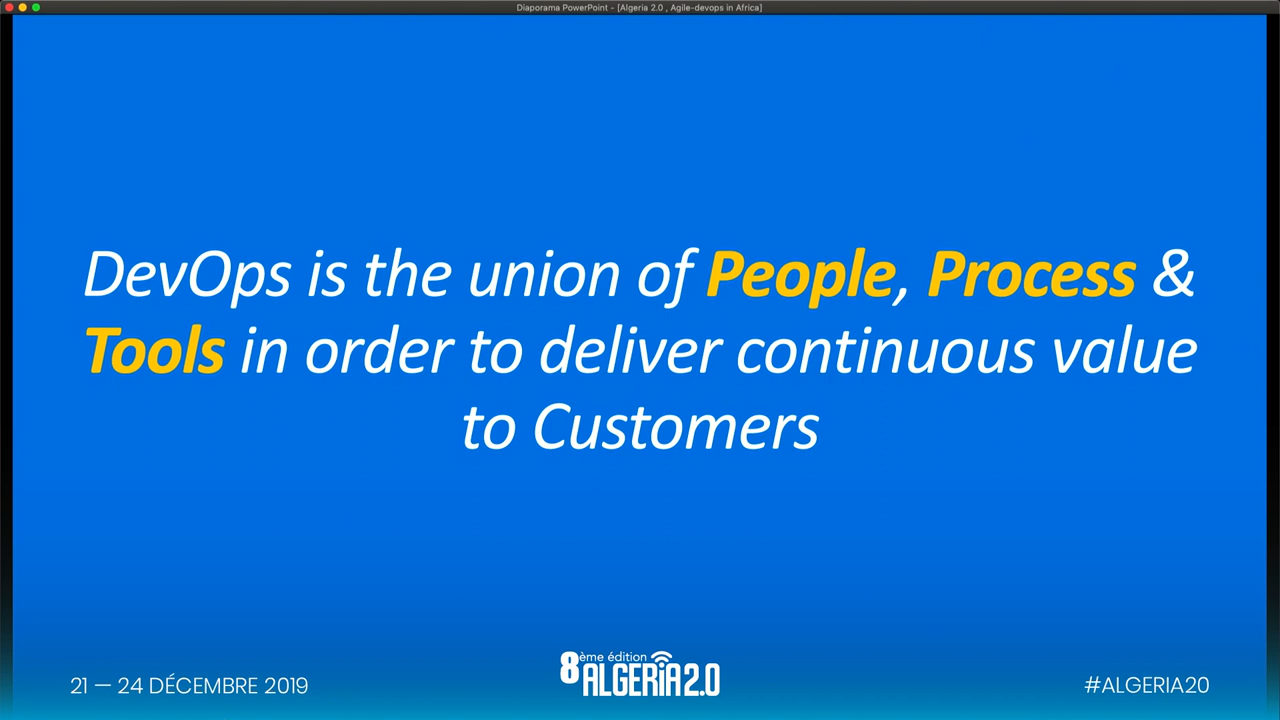 Diaporama PowerPoint - [Algeria 2.0 , Agile-devops in Africa]
DevOps is the union of People, Process &
Tools in order to deliver continuous value
to Customers
21 — 24 DÉCEMBRE 2019
8ème édition
ALGERiA2.0
#ALGERIA20